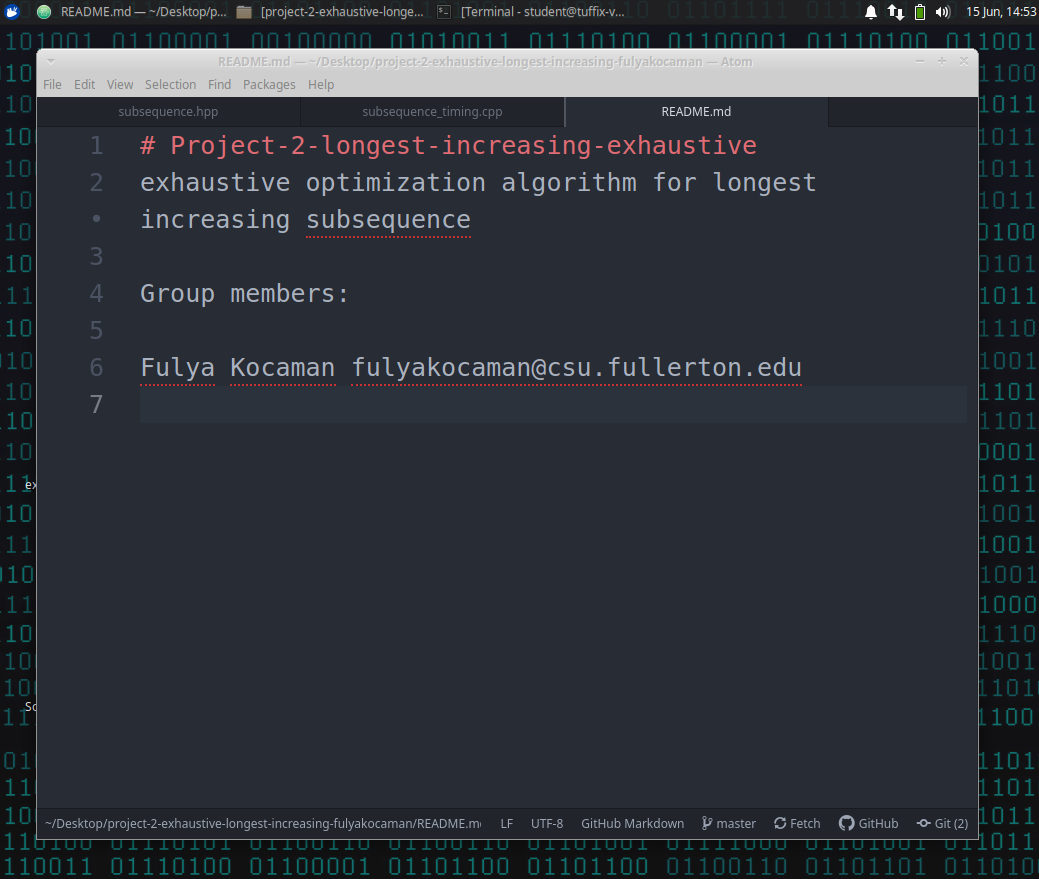 README.md — ~/Desktop/p...
[project-2-exhaustive-longe...
[Terminal - student@tuffix-v...
15 Jun, 14:53
README.md — ~/Desktop/project-2-exhaustive-longest-increasing-fulyakocaman — Atom
File Edit View Selection Find Packages Help
subsequence.hpp subsequence_timing.cpp README.md
1 # Project-2-longest-increasing-exhaustive
2 exhaustive optimization algorithm for longest
• increasing subsequence
3
4 Group members:
5
6 Fulya Kocaman fulyakocaman@csu.fullerton.edu
7
~/Desktop/project-2-exhaustive-longest-increasing-fulyakocaman/README.m LF UTF-8 GitHub Markdown master Fetch GitHub Git (2)